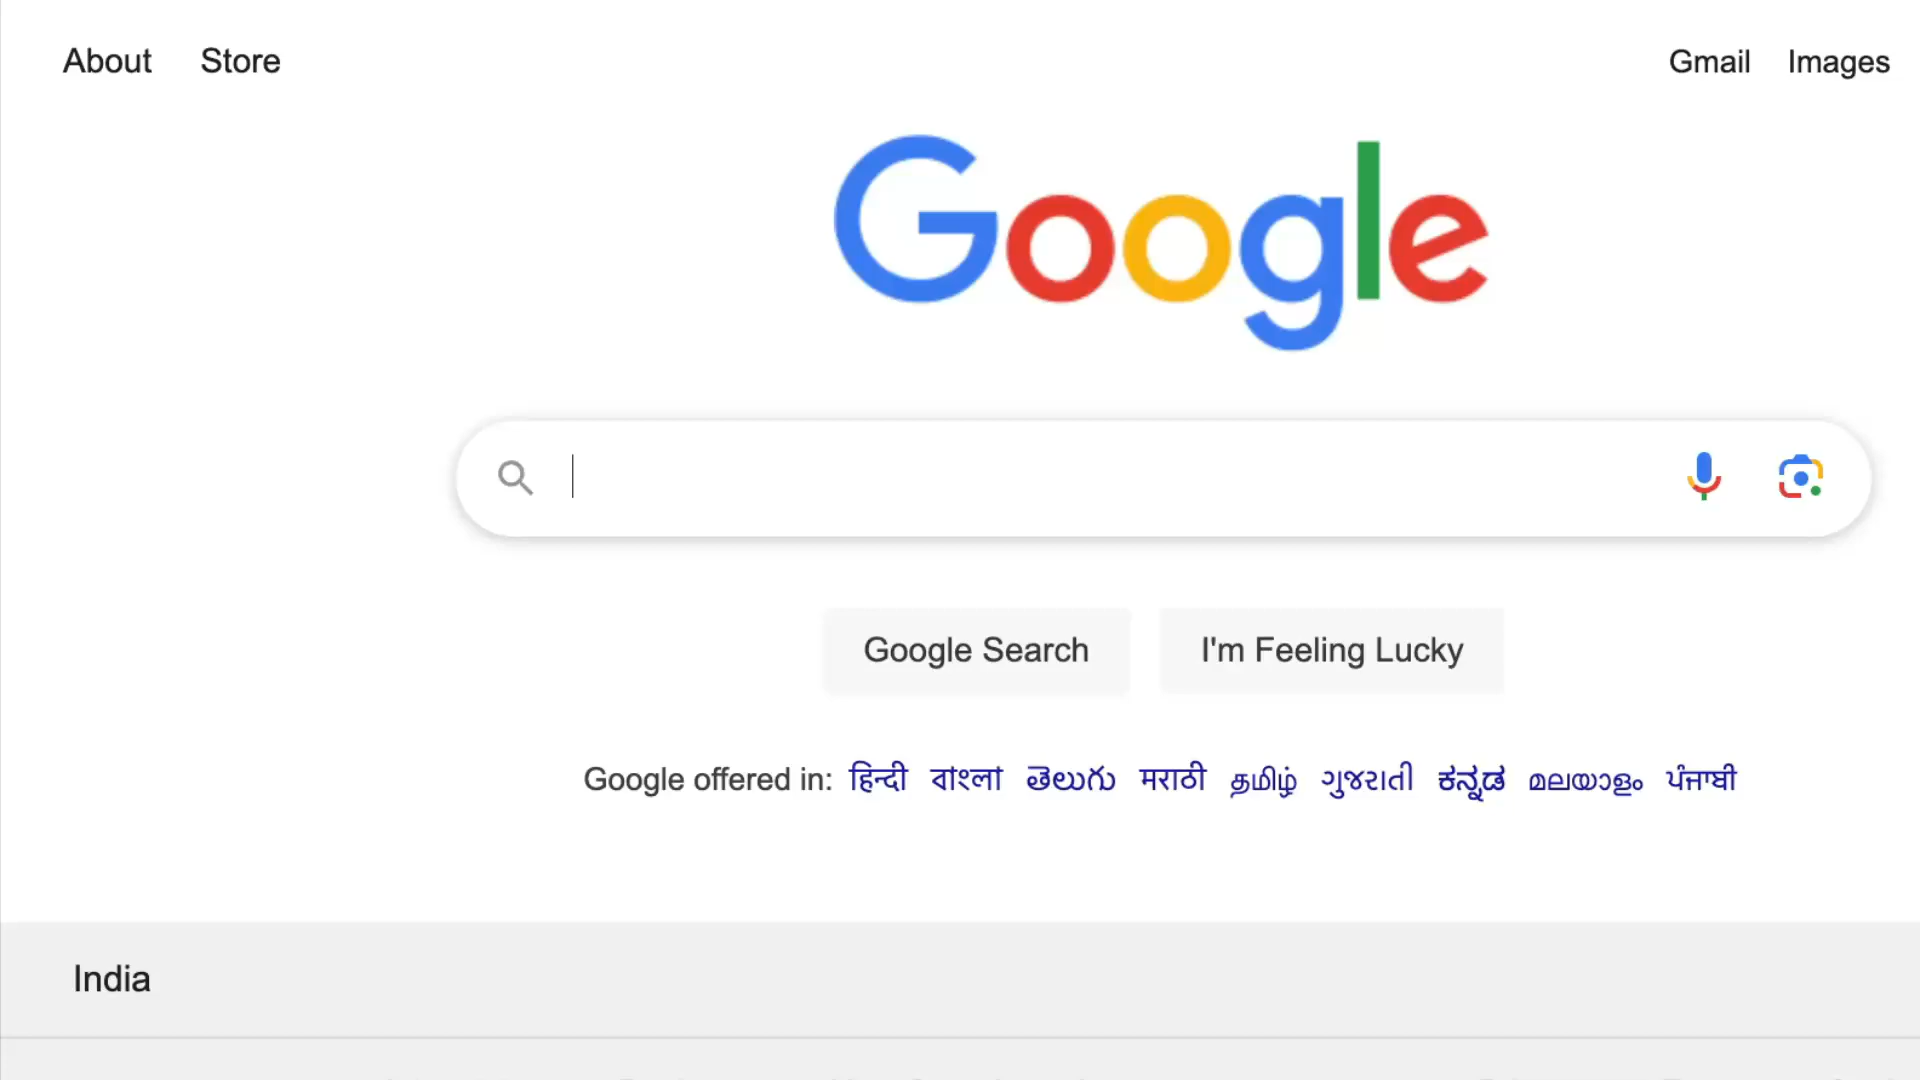 About Store Gmail Images
Google
Google Search I'm Feeling Lucky
Google offered in: हिन्दी বাংলা తెలుగు मराठी தமிழ் ગુજરાતી ಕನ್ನಡ മലയാളം ਪੰਜਾਬੀ
India